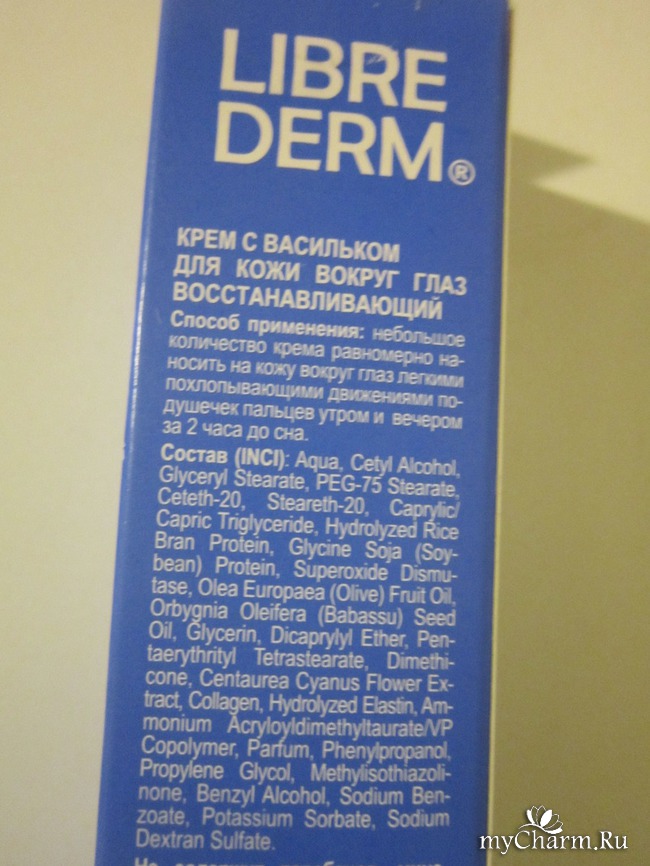 LIBRE
DERM®
КРЕМ С ВАСИЛЬКОМ
ДЛЯ КОЖИ ВОКРУГ ГЛАЗ
ВОССТАНАВЛИВАЮЩИЙ
Способ применения: небольшое
количество крема равномерно на-
носить на кожу вокруг глаз легкими
похлопывающими движениями по-
душечек пальцев утром и вечером
за 2 часа до сна.
Состав (INCI): Aqua, Cetyl Alcohol,
Glyceryl Stearate, PEG-75 Stearate,
Ceteth-20, Steareth-20, Caprylic/
Capric Triglyceride, Hydrolyzed Rice
Bran Protein, Glycine Soja (Soy-
bean) Protein, Superoxide Dismu-
tase, Olea Europaea (Olive) Fruit Oil,
Orbygnia Oleifera (Babassu) Seed
Oil, Glycerin, Dicaprylyl Ether, Pen-
taerythrityl Tetrastearate, Dimethi-
cone, Centaurea Cyanus Flower Ex-
tract, Collagen, Hydrolyzed Elastin, Am-
monium Acryloyldimethyltaurate/VP
Copolymer, Parfum, Phenylpropanol,
Propylene Glycol, Methylisothiazoli-
none, Benzyl Alcohol, Sodium Ben-
zoate, Potassium Sorbate, Sodium
Dextran Sulfate.
myCharm.Ru